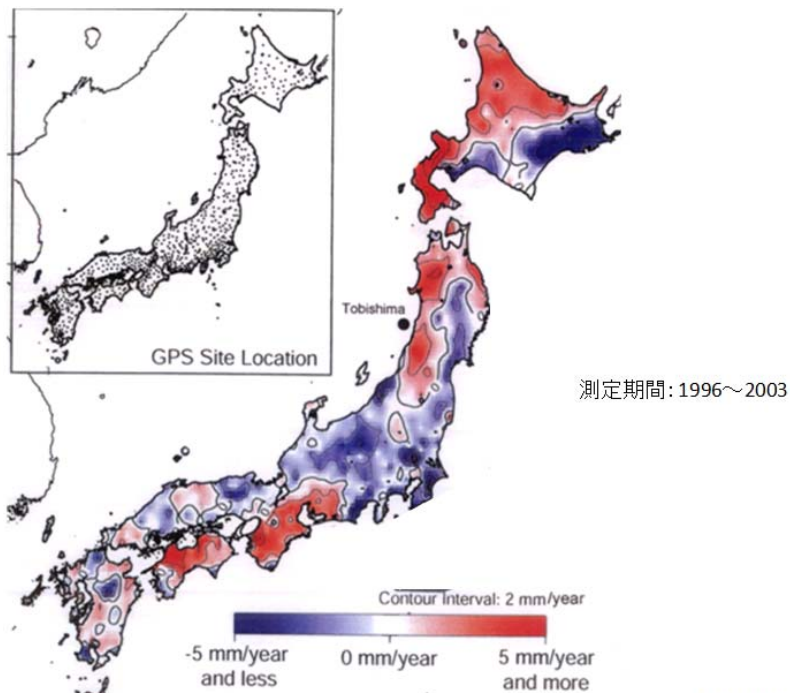 GPS Site Location
Tobishima
測定期間：1996～2003
Contour Interval: 2 mm/year
-5 mm/year
and less
0 mm/year
5 mm/year
and more